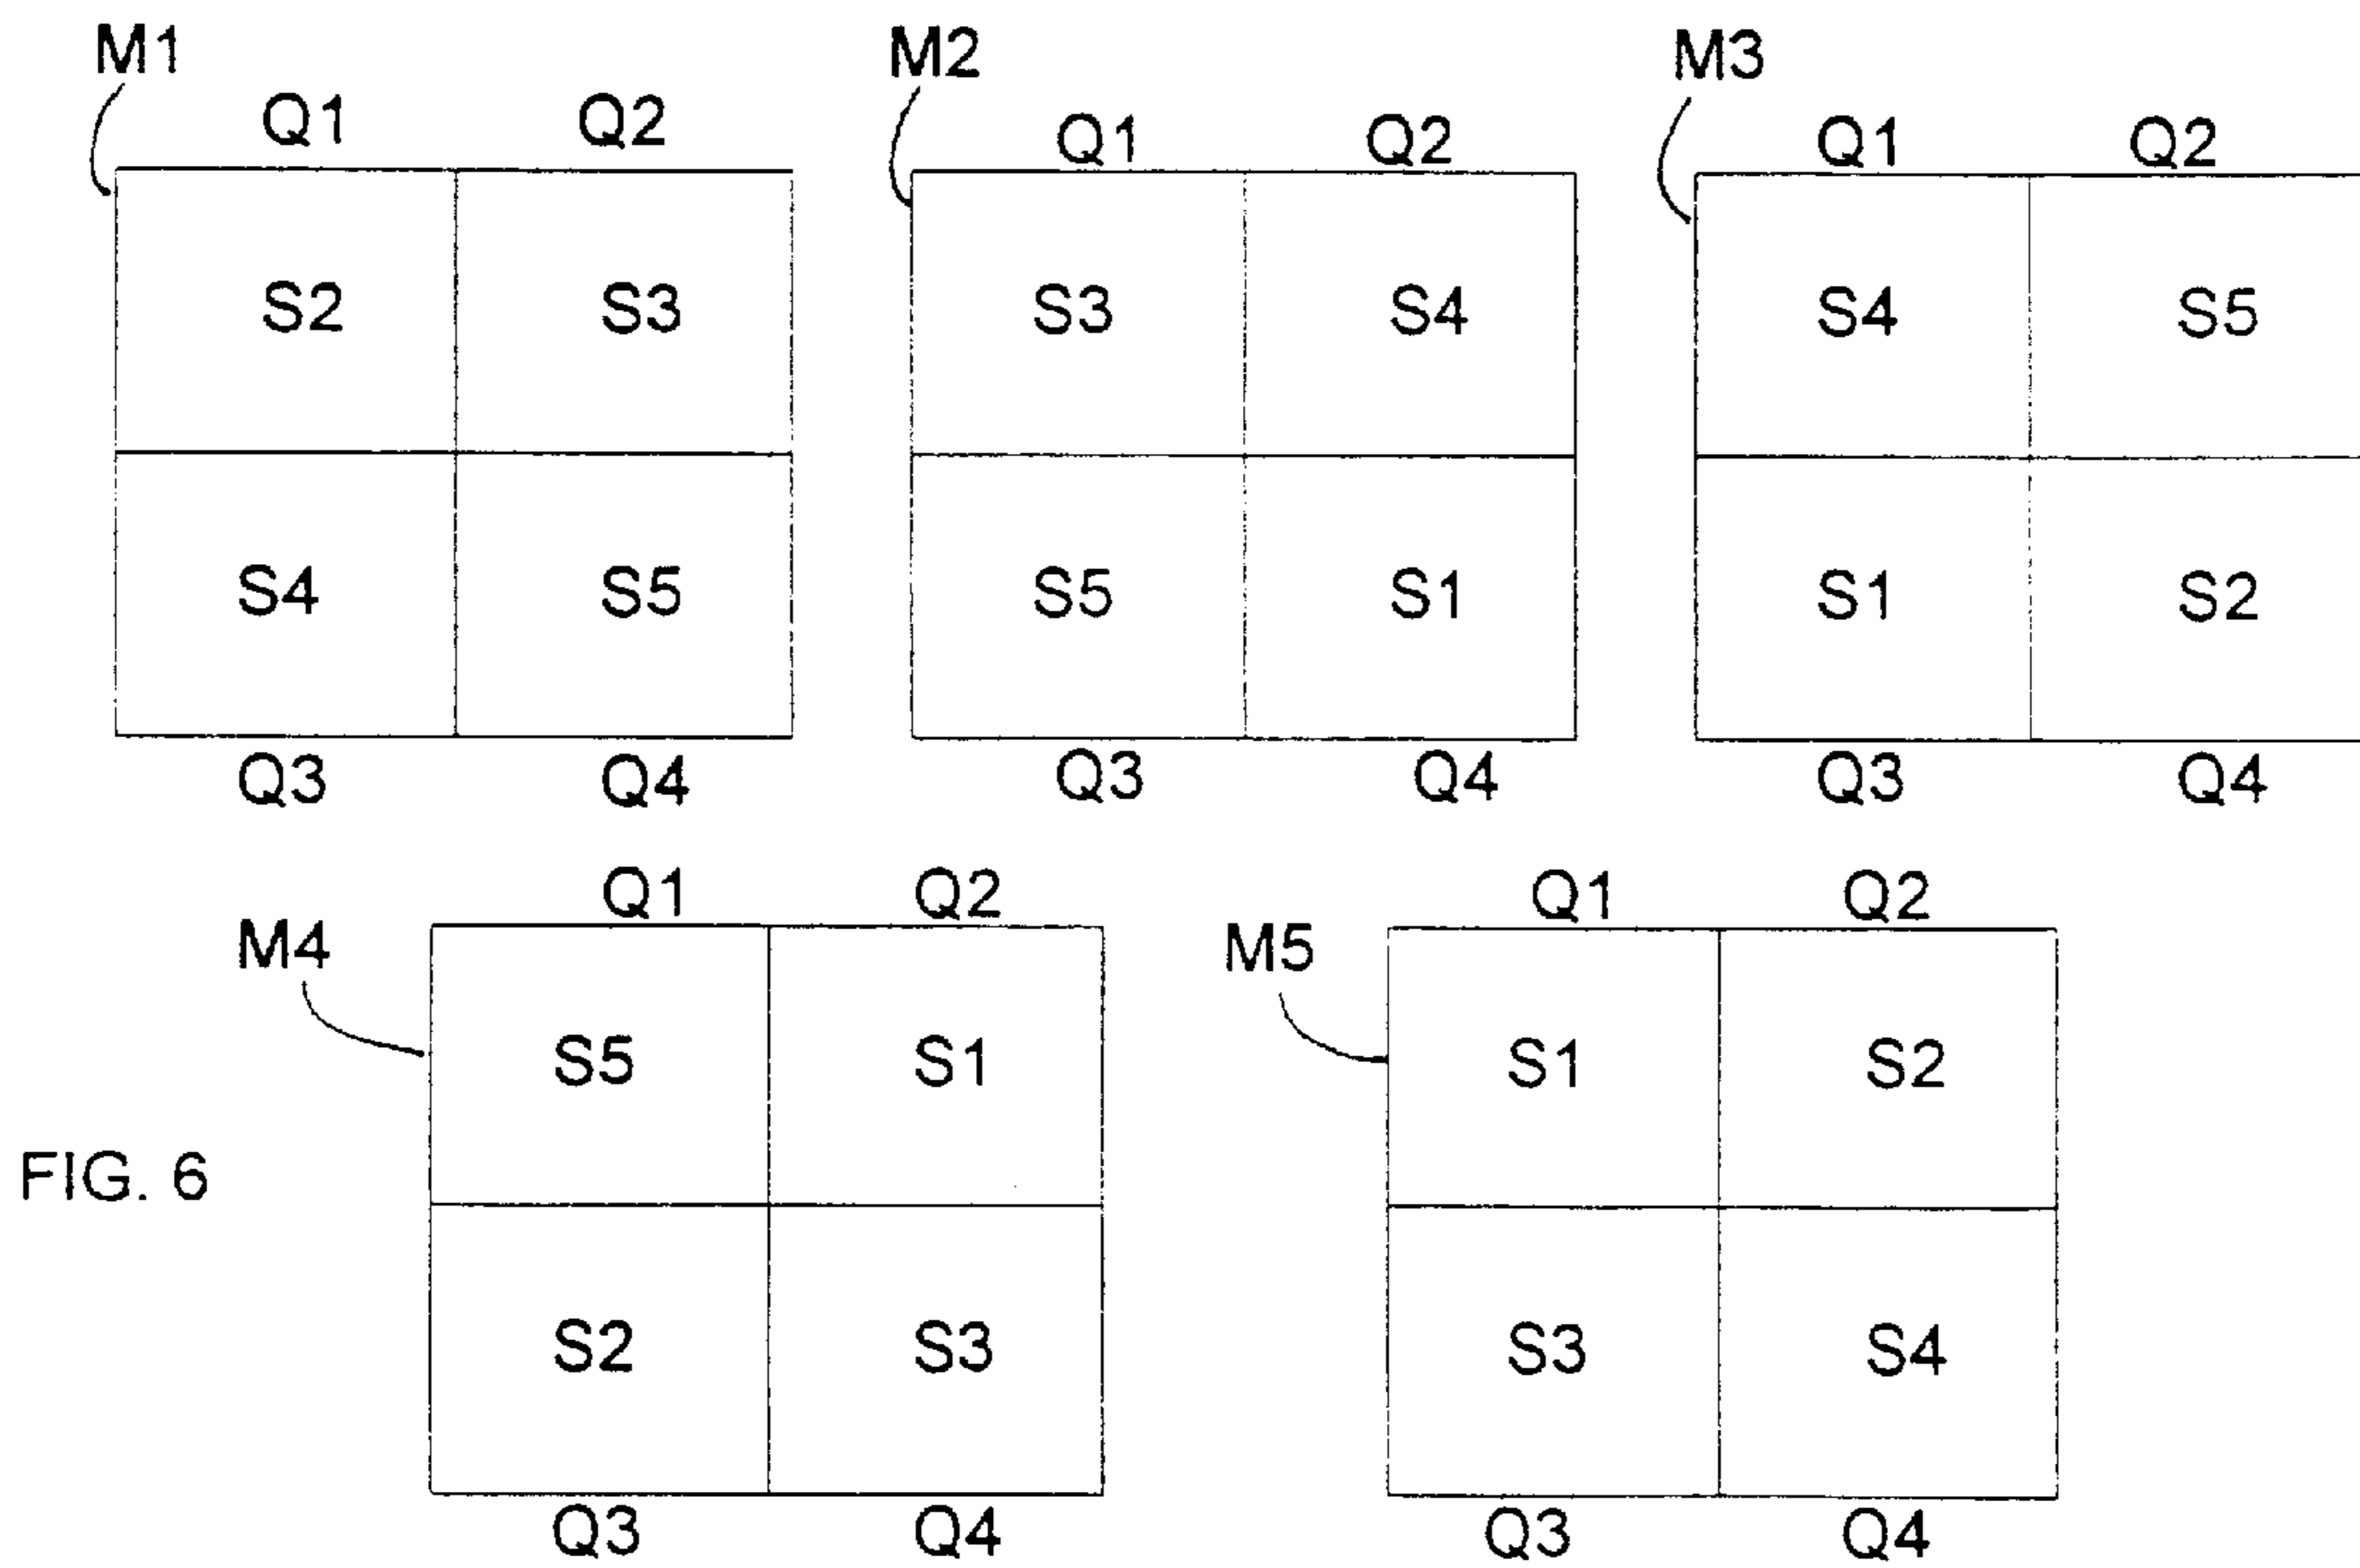 M1 M2 M3
Q1 Q2 Q1 Q2 Q1 Q2
S2 S3 S3 S4 S4 S5
S4 S5 S5 S1 S1 S2
Q3 Q4 Q3 Q4 Q3 Q4
Q1 Q2 Q1 Q2
M4 M5
S5 S1 S1 S2
FIG. 6
S2 S3 S3 S4
Q3 Q4 Q3 Q4